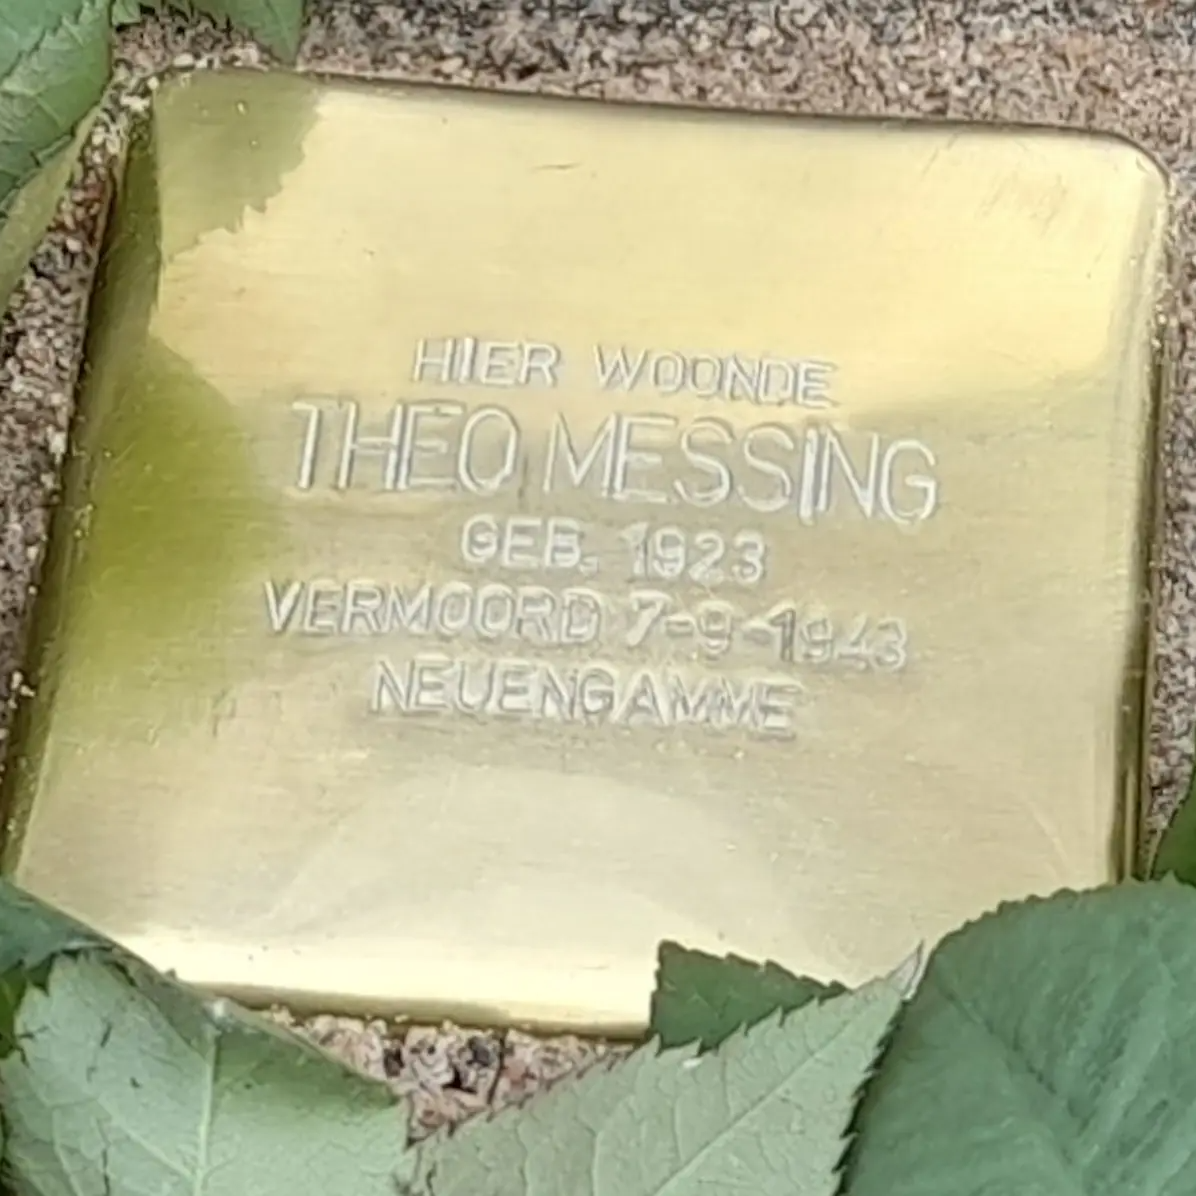 HIER WOONDE
THEO MESSING
GEB. 1923
VERMOORD 7-9-1943
NEUENGAMME